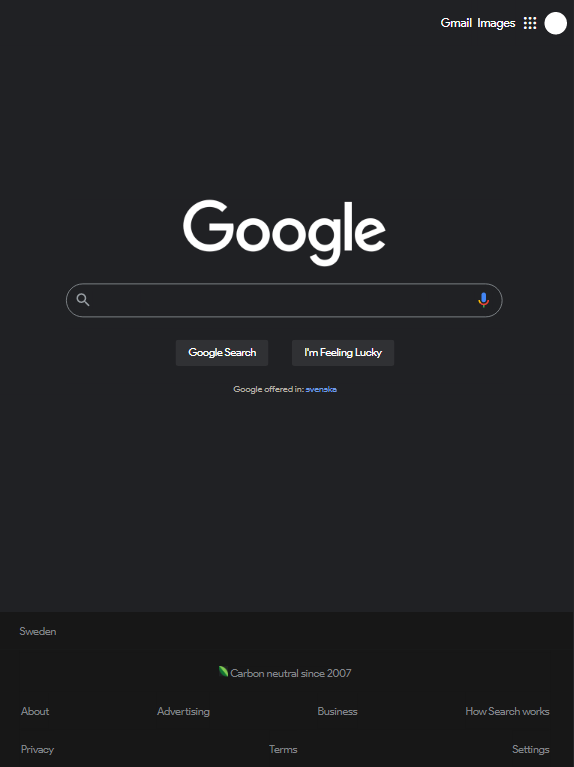 Gmail Images
Google
Google Search I'm Feeling Lucky
Google offered in: svenska
Sweden
Carbon neutral since 2007
About Advertising Business How Search works
Privacy Terms Settings